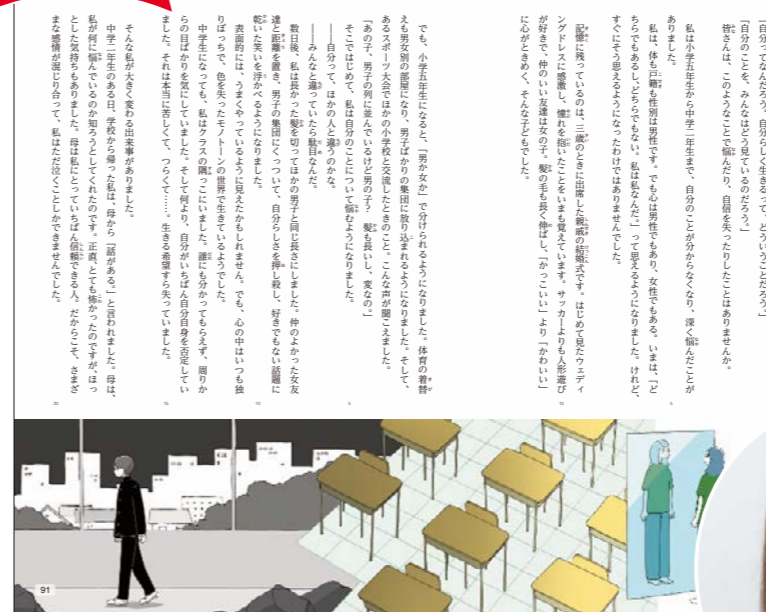 「自分ってなんだろう。自分らしく生きるって、どういうことだろう。」
「自分のことを、みんなはどう見ているのだろう。」
皆さんは、このようなことで悩んだり、自信を失ったりしたことはありませんか。
私は小学五年生から中学二年生まで、自分のことが分からなくなり、深く悩んだことが
ありました。
私は、体も戸籍も性別は男性です。でも心は男性でもあり、女性でもある。いまは、「ど
ちらでもあるし、どちらでもない。私は私なんだ。」って思えるようになりました。けれど、
すぐにそう思えるようになったわけではありませんでした。
記憶に残っているのは、三歳のときに出席した親戚の結婚式です。はじめて見たウェディ
ングドレスに感激し、憧れを抱いたことをいまも覚えています。サッカーよりも人形遊び
が好きで、仲のいい友達は女の子。髪の毛も長く伸ばし、「かっこいい」より「かわいい」
に心がときめく、そんな子どもでした。
でも、小学五年生になると、「男か女か」で分けられるようになりました。体育の着替
えも男女別の部屋になり、男子ばかりの集団に放り込まれるようになりました。そして、
あるスポーツ大会でほかの小学校と交流したときのこと。こんな声が聞こえました。
「あの子、男子の列に並んでいるけど男の子? 髪も長いし、変なの。」
そこではじめて、私は自分のことについて悩むようになりました。
――自分って、ほかの人と違うのかな。
――みんなと違っていたら駄目なんだ。
数日後、私は長かった髪を切ってほかの男子と同じ長さにしました。仲のよかった女友
達と距離を置き、男子の集団にくっついて、自分らしさを押し殺し、好きでもない話題に
乾いた笑いを浮かべるようになりました。
表面的には、うまくやっているように見えたかもしれません。でも、心の中はいつも独
りぼっちで、色を失ったモノトーンの世界で生きているようでした。
中学生になっても、私はクラスの隅っこにいました。誰にも分かってもらえず、周りか
らの目ばかりを気にしていました。そして何より、自分がいちばん自分自身を否定してい
ました。それは本当に苦しくて、つらくて……。生きる希望すら失っていました。
そんな私が大きく変わる出来事がありました。
中学二年生のある日、学校から帰った私は、母から「話がある。」と言われました。母は、
私が何に悩んでいるのか知ろうとしてくれたのです。正直、とても怖かったのですが、ほっ
とした気持ちもありました。母は私にとっていちばん信頼できる人。だからこそ、さまざ
まな感情が混じり合って、私はただ泣くことしかできませんでした。
91